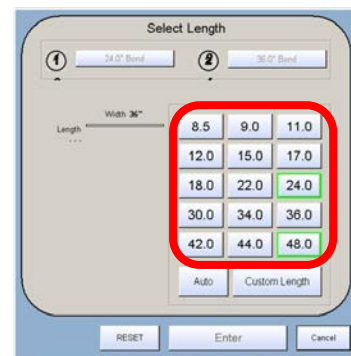 Select Length
1 24.0" Bond 2 36.0" Bond
Width 36"
Length
8.5 9.0 11.0
12.0 15.0 17.0
18.0 22.0 24.0
30.0 34.0 36.0
42.0 44.0 48.0
Auto Custom Length
RESET Enter Cancel